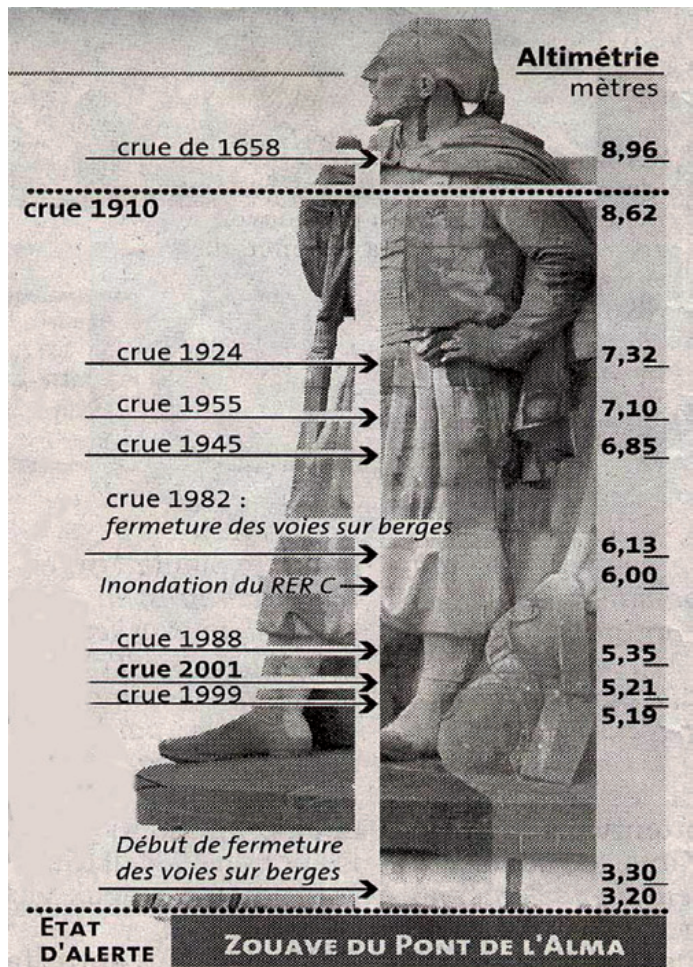 Altimétrie
mètres
crue de 1658
8,96
crue 1910
8,62
crue 1924
7,32
crue 1955
7,10
crue 1945
6,85
crue 1982 :
fermeture des voies sur berges
6,13
Inondation du RER C
6,00
crue 1988
5,35
crue 2001
5,21
crue 1999
5,19
Début de fermeture
des voies sur berges
3,30
3,20
ETAT
D'ALERTE
ZOUAVE DU PONT DE L'ALMA